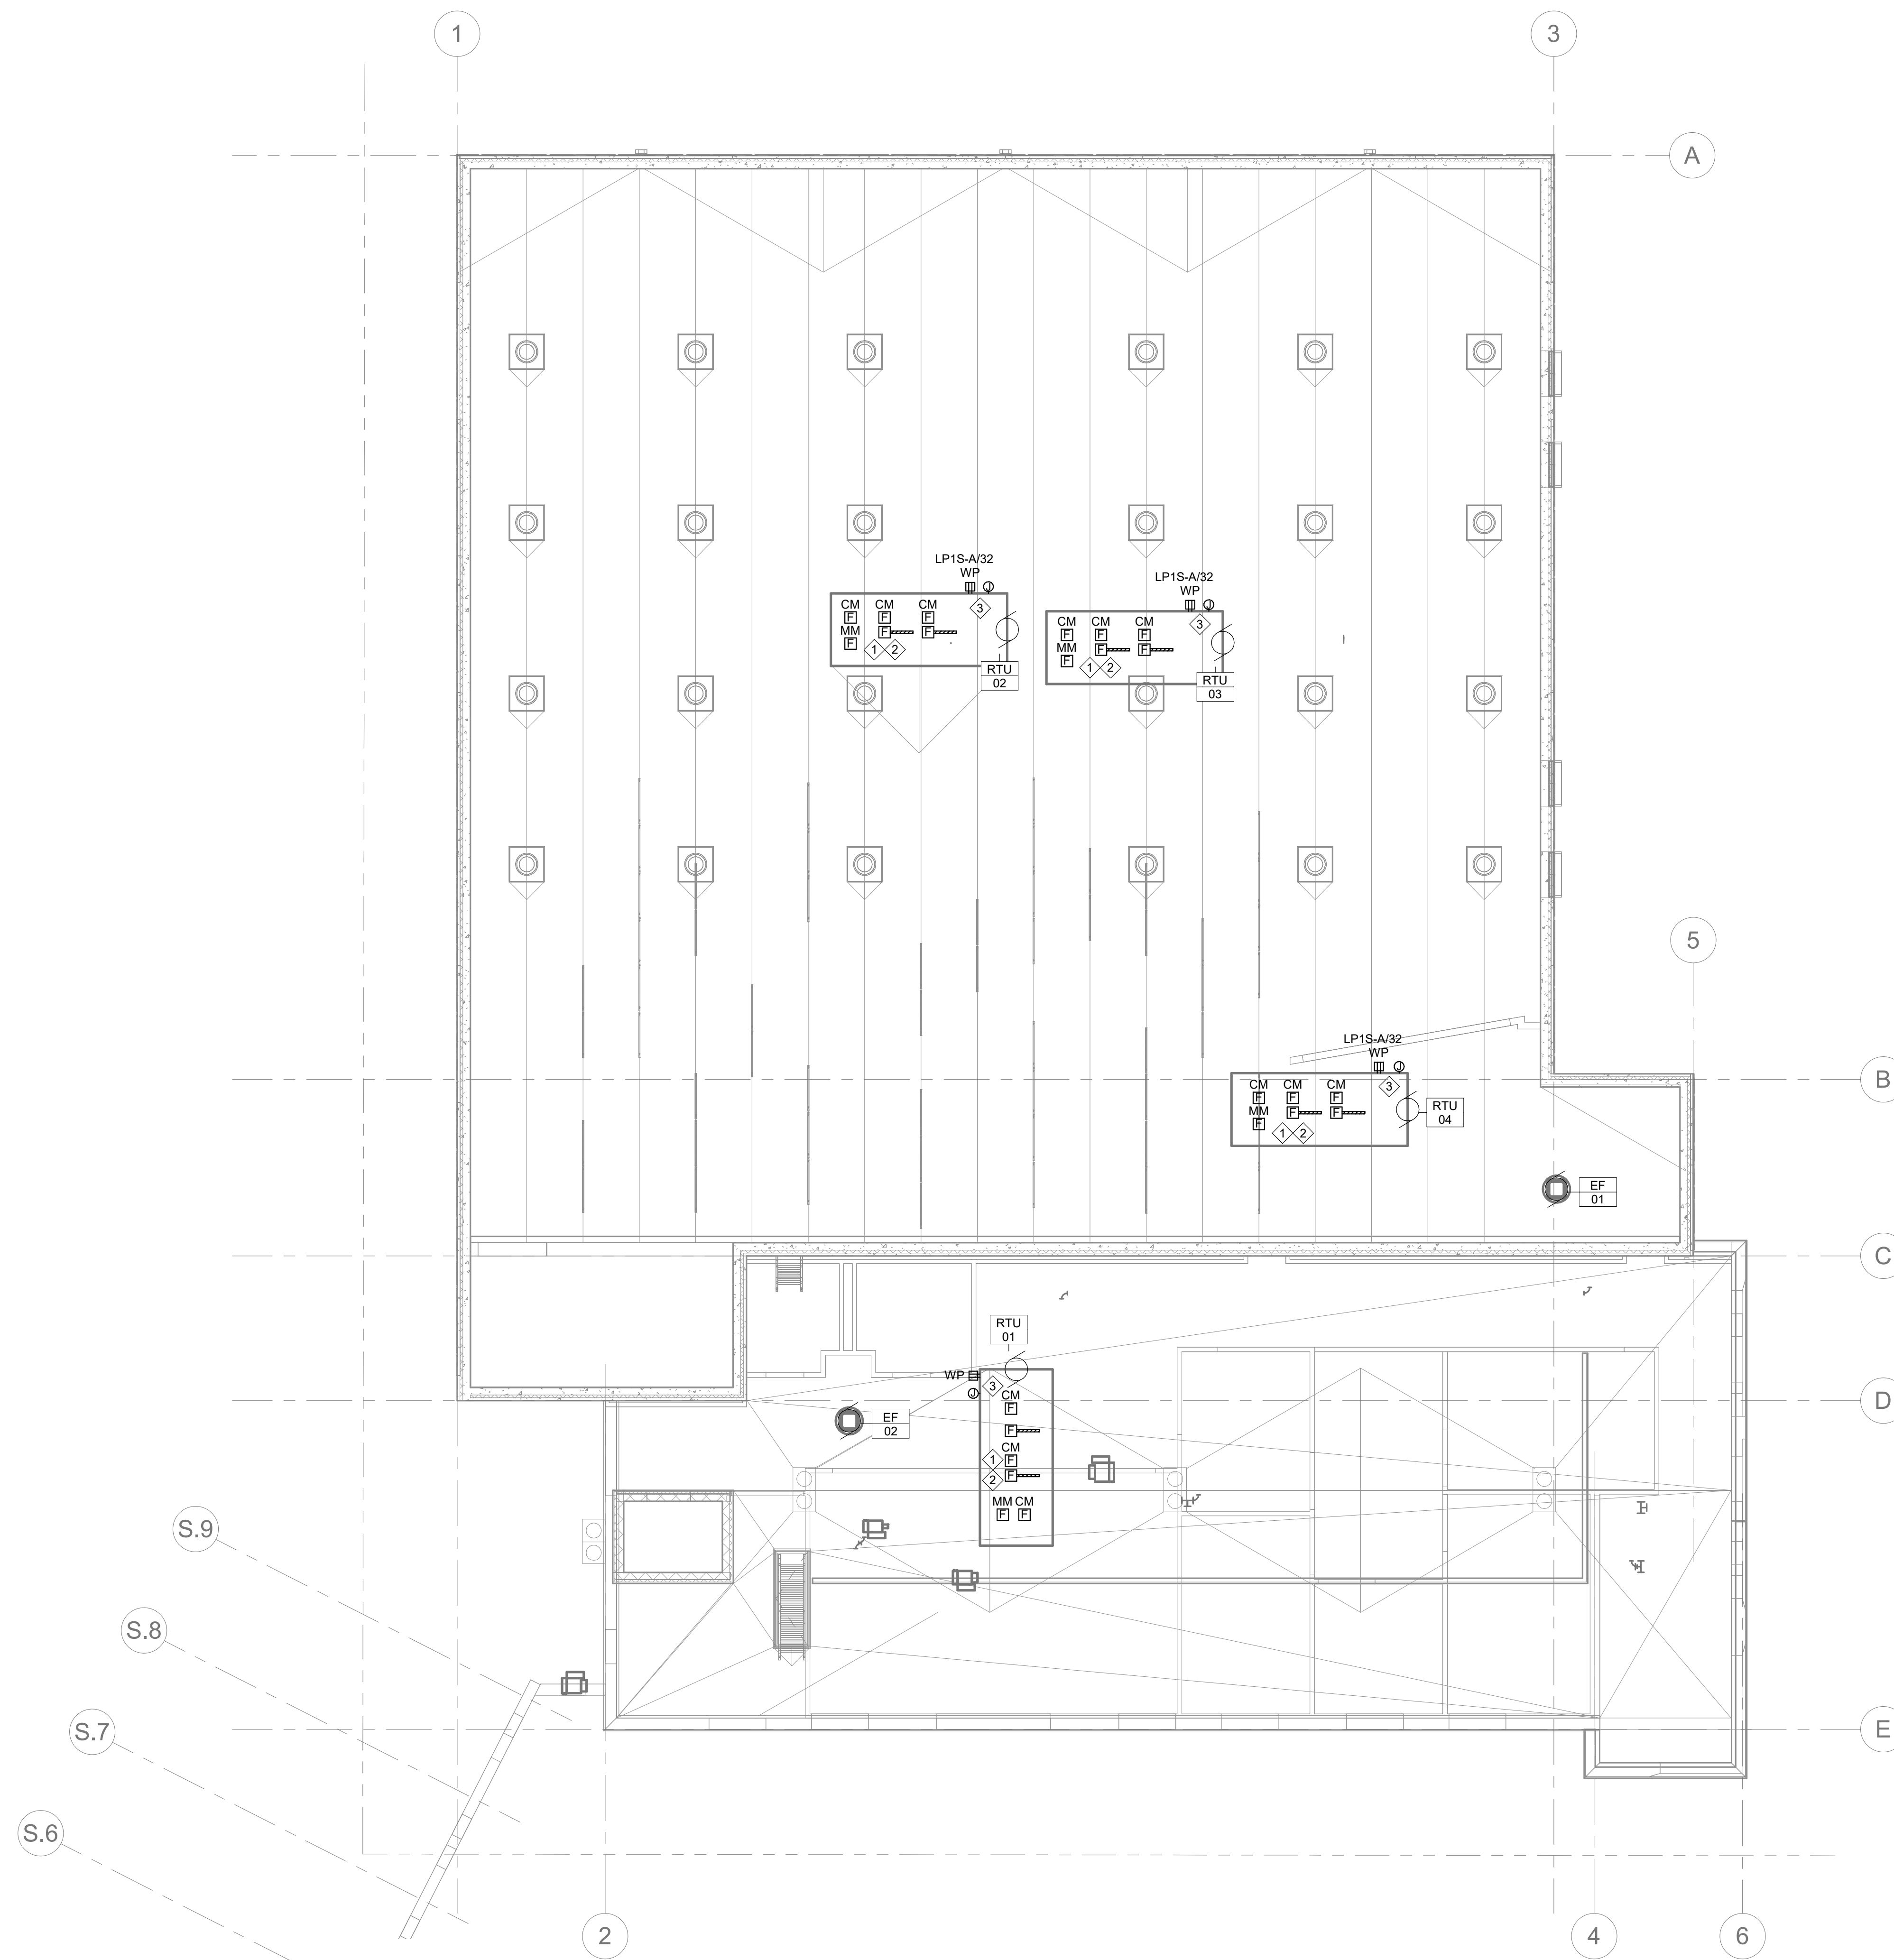 1
3
A
LP1S-A/32
WP
J
CM CM CM
F F F
3
MM F F
F
1 2
RTU
02
LP1S-A/32
WP
J
CM CM CM
F F F
3
MM F F
F
1 2
RTU
03
5
LP1S-A/32
WP
J
B
CM CM CM
F F F
3
MM F F
F
1 2
RTU
04
EF
01
C
RTU
01
WP
J
3
CM
F
D
EF
02
F
CM
1 F
2 F
MM CM
F F
S.9
S.8
S.7
E
S.6
2
4
6